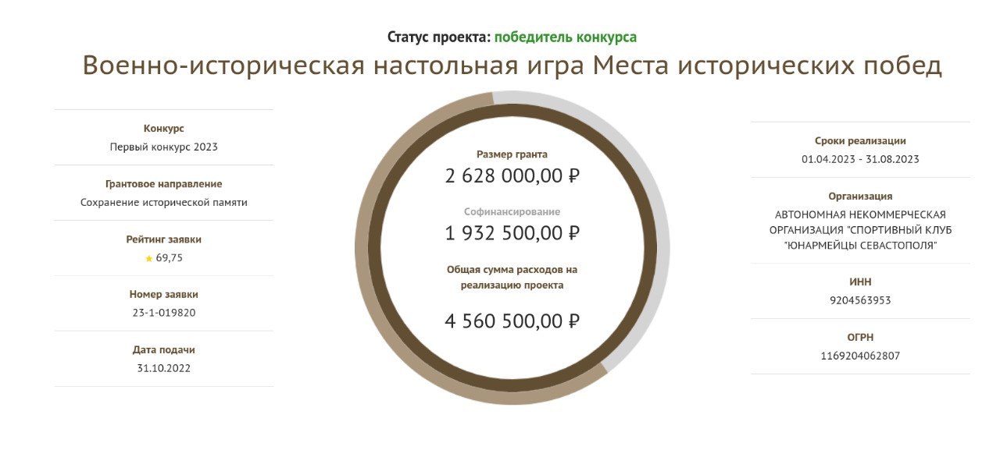 Статус проекта: победитель конкурса
Военно-историческая настольная игра Места исторических побед
Конкурс
Первый конкурс 2023
Грантовое направление
Сохранение исторической памяти
Рейтинг заявки
69,75
Номер заявки
23-1-019820
Дата подачи
31.10.2022
Размер гранта
2 628 000,00 ₽
Софинансирование
1 932 500,00 ₽
Общая сумма расходов на
реализацию проекта
4 560 500,00 ₽
Сроки реализации
01.04.2023 - 31.08.2023
Организация
АВТОНОМНАЯ НЕКОММЕРЧЕСКАЯ
ОРГАНИЗАЦИЯ "СПОРТИВНЫЙ КЛУБ
"ЮНАРМЕЙЦЫ СЕВАСТОПОЛЯ"
ИНН
9204563953
ОГРН
1169204062807